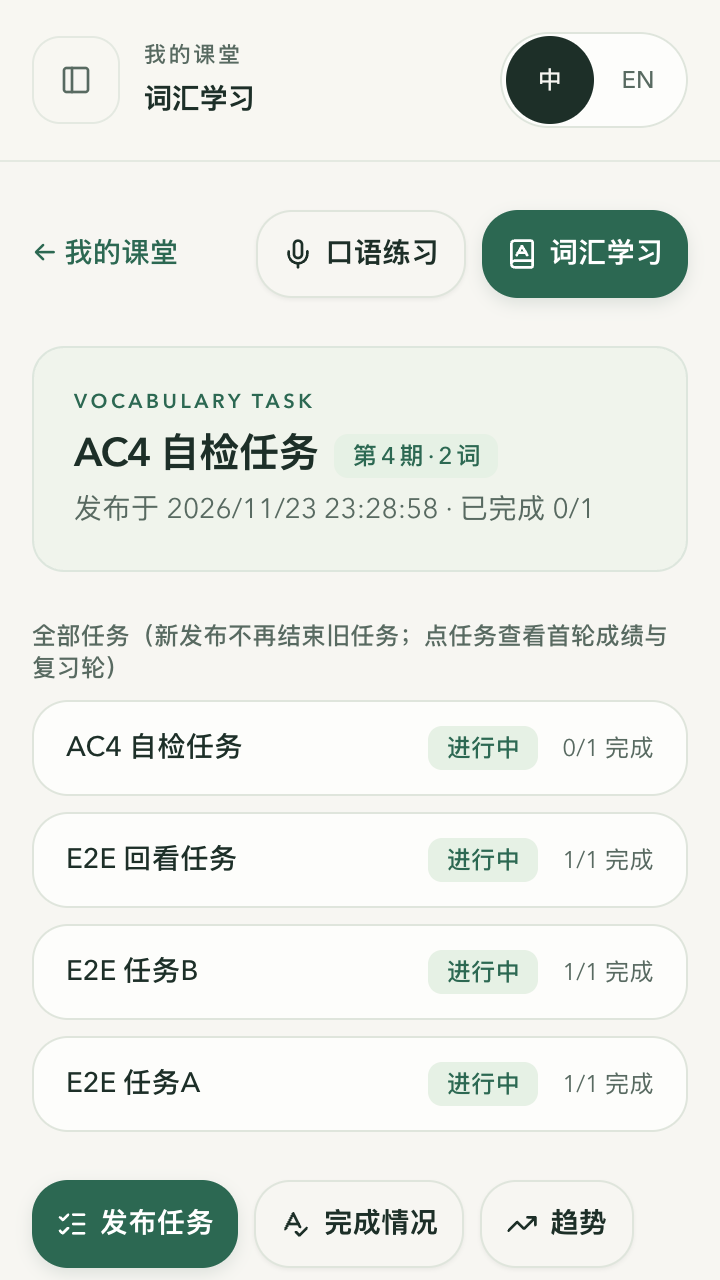 我的课堂
词汇学习
中
EN
← 我的课堂
口语练习
词汇学习
VOCABULARY TASK
AC4 自检任务
第 4 期 · 2 词
发布于 2026/11/23 23:28:58 · 已完成 0/1
全部任务（新发布不再结束旧任务；点任务查看首轮成绩与
复习轮）
AC4 自检任务
进行中
0/1 完成
E2E 回看任务
进行中
1/1 完成
E2E 任务B
进行中
1/1 完成
E2E 任务A
进行中
1/1 完成
发布任务
完成情况
趋势